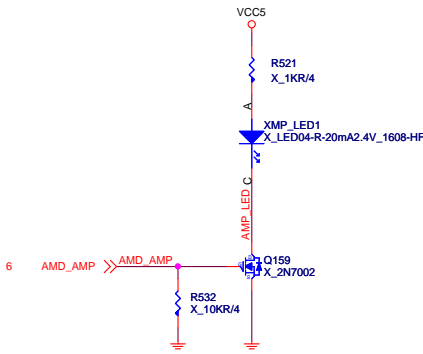 VCC5
R521
X_1KR/4
A
XMP_LED1
X_LED04-R-20mA2.4V_1608-HF
C
AMP_LED
6
AMD_AMP
AMD_AMP
Q159
X_2N7002
R532
X_10KR/4